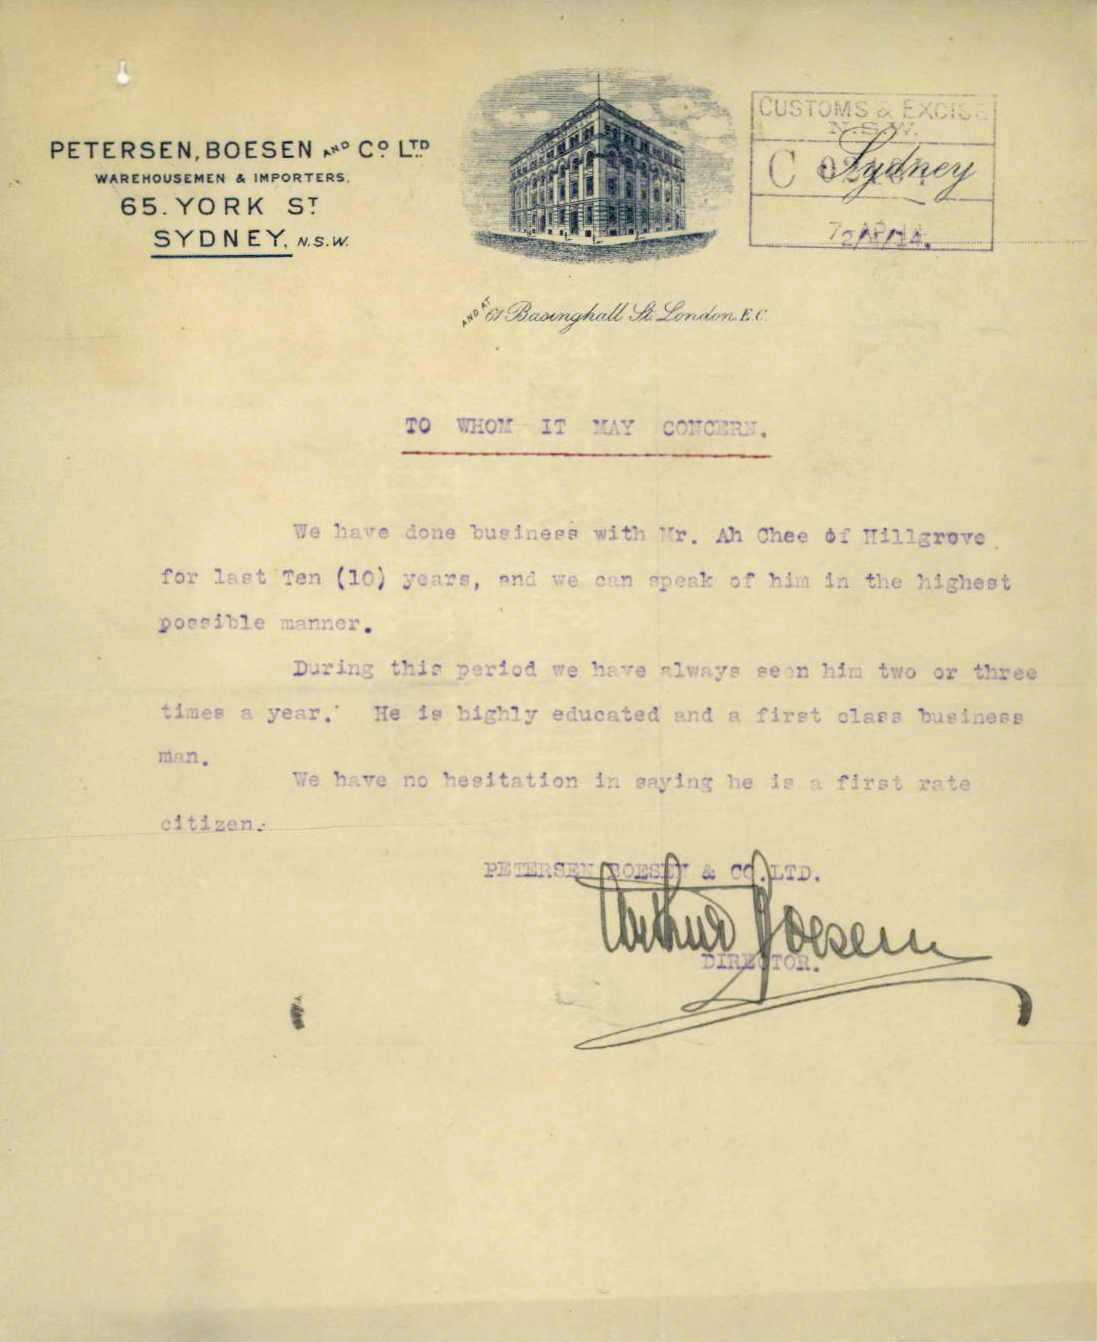 PETERSEN, BOESEN AND Co LTD
WAREHOUSEMEN & IMPORTERS.
65. YORK ST
SYDNEY, N.S.W.
CUSTOMS & EXCISE
N.S.W.
C
Sydney
2/4/14.
AND AT 61 Basinghall St. London. E.C.
TO WHOM IT MAY CONCERN.
We have done business with Mr. Ah Chee of Hillgrove
for last Ten (10) years, and we can speak of him in the highest
possible manner.
During this period we have always seen him two or three
times a year. He is highly educated and a first class business
man.
We have no hesitation in saying he is a first rate
citizen.
PETERSEN BOESEN & CO.LTD.
Arthur Boesen
DIRECTOR.